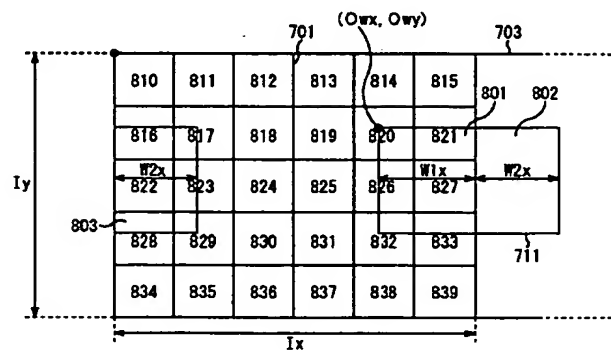 (Owx, Owy)
701
703
810 811 812 813 814 815
801
802
816 817 818 819 820 821
Iy
W2x
W1x
W2x
822 823 824 825 826 827
803
828 829 830 831 832 833
711
834 835 836 837 838 839
Ix